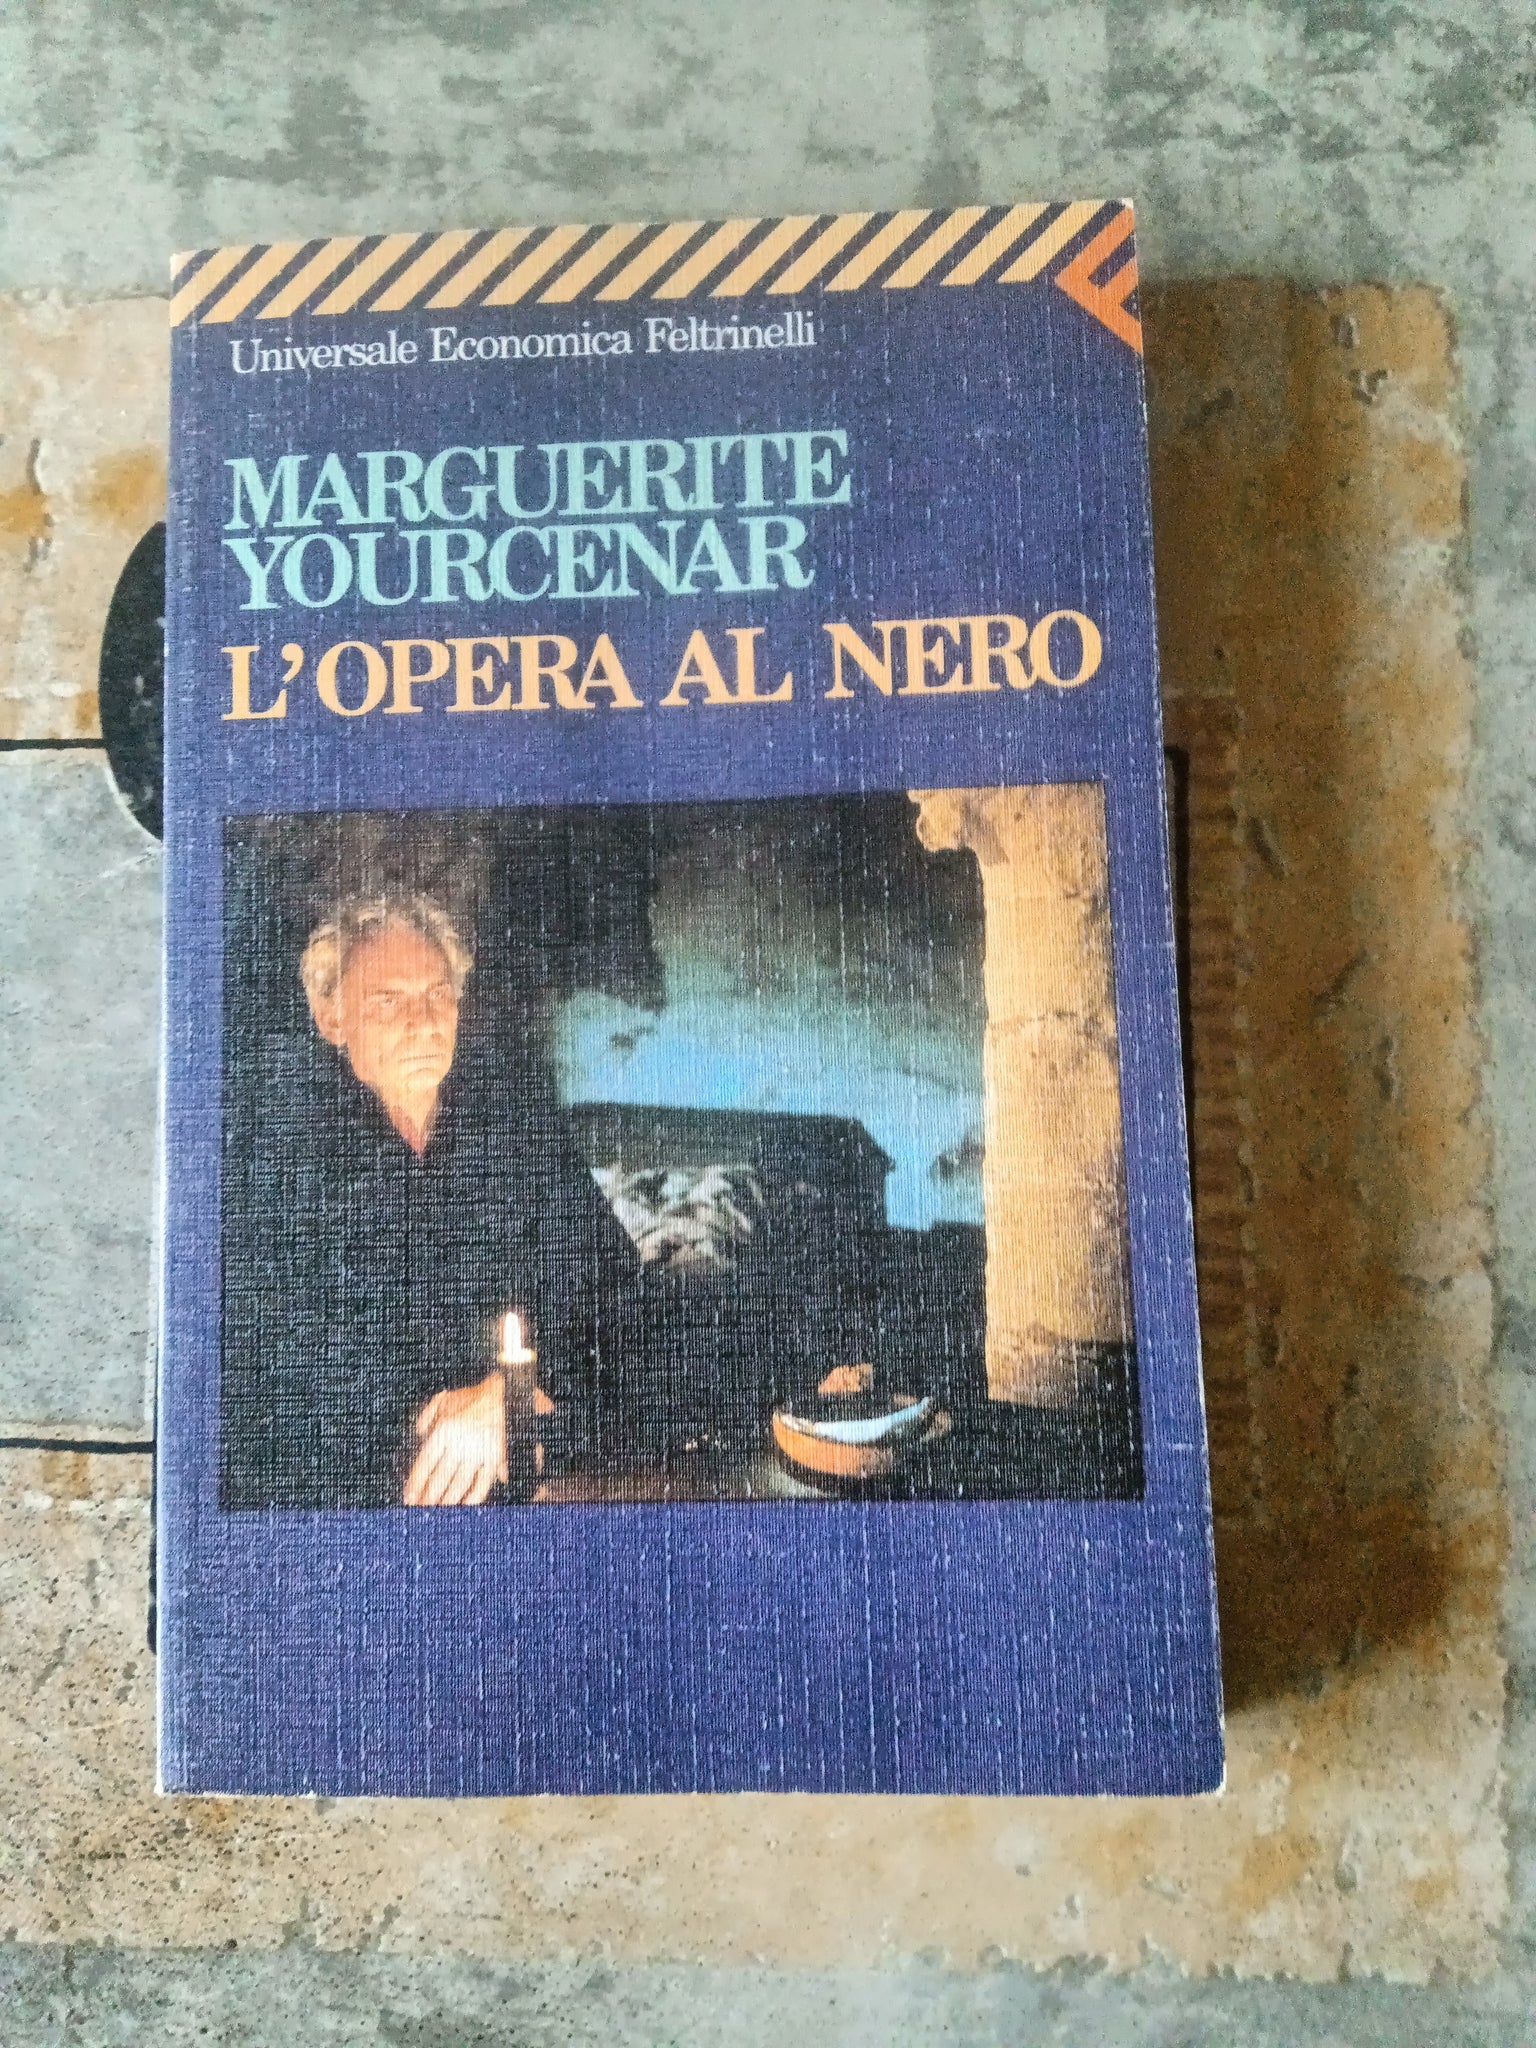 Universale Economica Feltrinelli
MARGUERITE
YOURCENAR
L'OPERA AL NERO